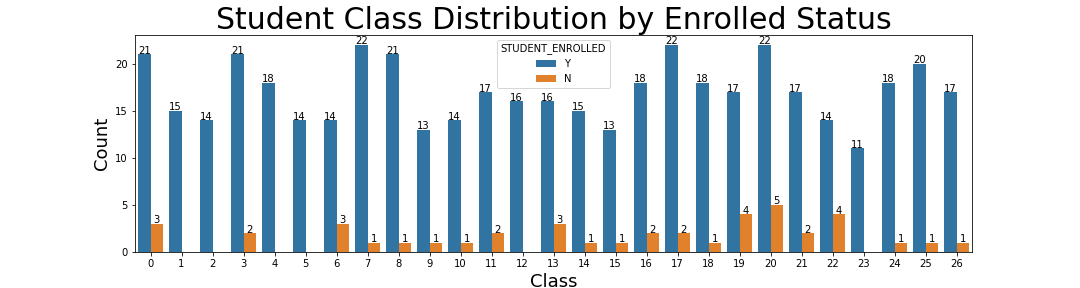 Student Class Distribution by Enrolled Status
STUDENT_ENROLLED
Y
N
Count
20
15
10
5
0
21 15 14 21 18 14 14 22 21 13 14 17 16 16 15 13 18 22 18 17 22 17 14 11 18 20 17
3 2 3 1 1 1 1 2 3 1 1 2 2 1 4 5 2 4 1 1 1
0 1 2 3 4 5 6 7 8 9 10 11 12 13 14 15 16 17 18 19 20 21 22 23 24 25 26
Class